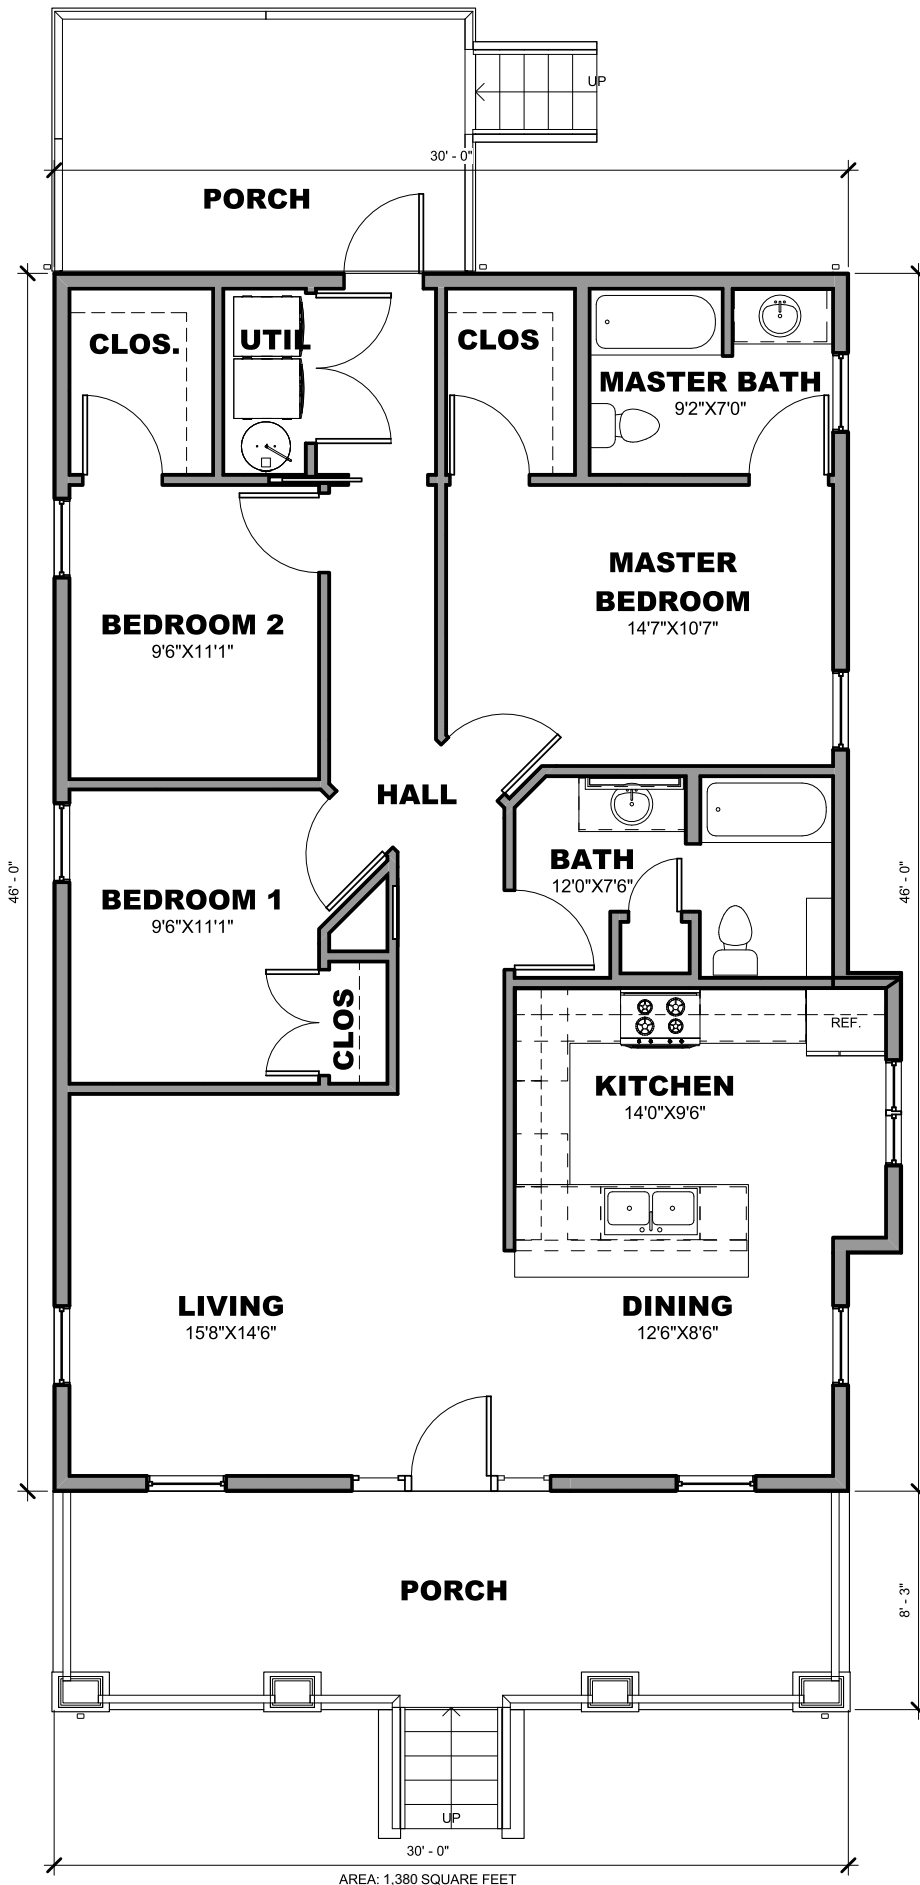 UP
30' - 0"
PORCH
CLOS.
UTIL
CLOS
MASTER BATH
9'2"X7'0"
MASTER
BEDROOM
14'7"X10'7"
BEDROOM 2
9'6"X11'1"
HALL
BATH
12'0"X7'6"
46' - 0"
46' - 0"
BEDROOM 1
9'6"X11'1"
CLOS
REF.
KITCHEN
14'0"X9'6"
LIVING
15'8"X14'6"
DINING
12'6"X8'6"
PORCH
8' - 3"
UP
30' - 0"
AREA: 1,380 SQUARE FEET